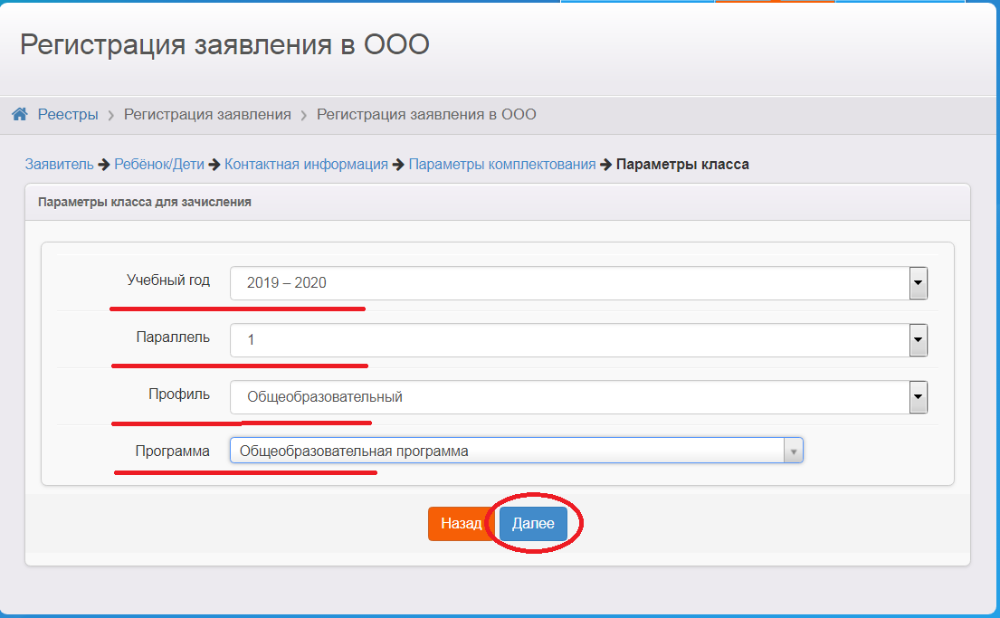 Регистрация заявления в ООО
Реестры > Регистрация заявления > Регистрация заявления в ООО
Заявитель → Ребёнок/Дети → Контактная информация → Параметры комплектования → Параметры класса
Параметры класса для зачисления
Учебный год 2019 – 2020
Параллель 1
Профиль Общеобразовательный
Программа Общеобразовательная программа
Назад Далее